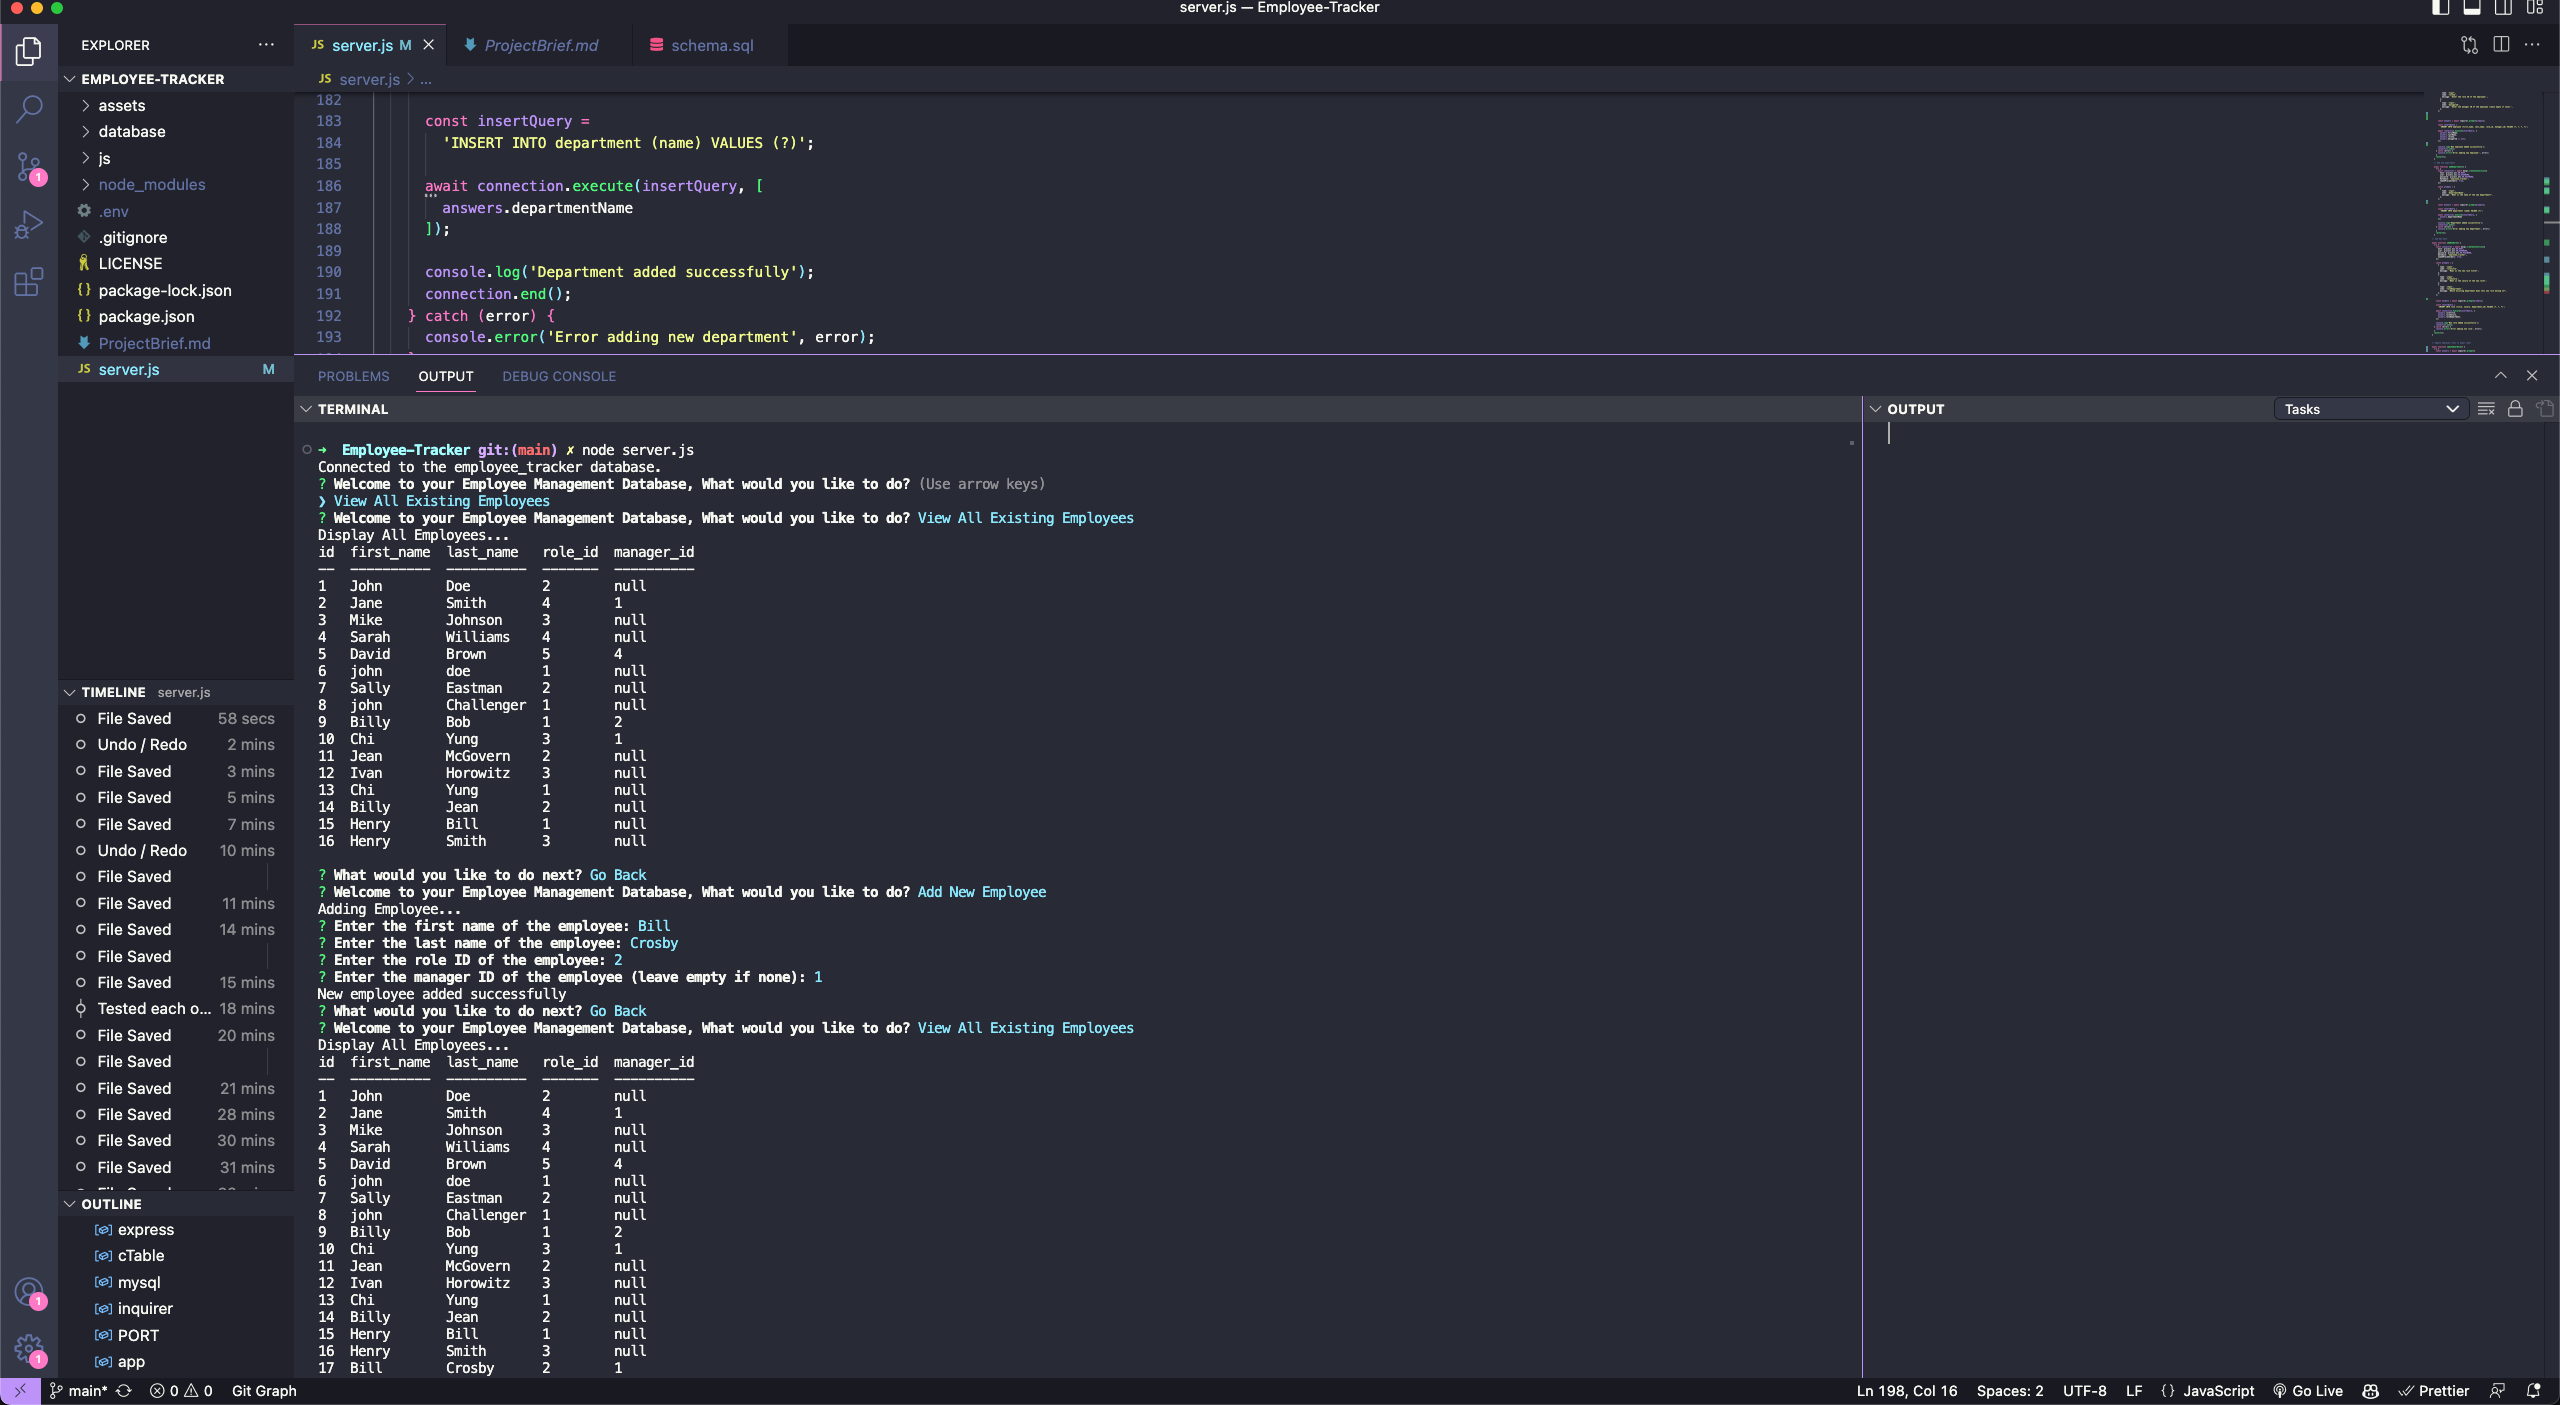 server.js — Employee-Tracker
EXPLORER
EMPLOYEE-TRACKER
assets
database
js
node_modules
.env
.gitignore
LICENSE
package-lock.json
package.json
ProjectBrief.md
JS server.js M
TIMELINE server.js
File Saved 58 secs
Undo / Redo 2 mins
File Saved 3 mins
File Saved 5 mins
File Saved 7 mins
Undo / Redo 10 mins
File Saved
File Saved 11 mins
File Saved 14 mins
File Saved
File Saved 15 mins
Tested each o... 18 mins
File Saved 20 mins
File Saved
File Saved 21 mins
File Saved 28 mins
File Saved 30 mins
File Saved 31 mins
OUTLINE
express
cTable
mysql
inquirer
PORT
app
JS server.js M
ProjectBrief.md
schema.sql
JS server.js > ...
182
183 const insertQuery =
184 'INSERT INTO department (name) VALUES (?)';
185
186 await connection.execute(insertQuery, [
187 answers.departmentName
188 ]);
189
190 console.log('Department added successfully');
191 connection.end();
192 } catch (error) {
193 console.error('Error adding new department', error);
PROBLEMS OUTPUT DEBUG CONSOLE
TERMINAL
➜ Employee-Tracker git:(main) ✗ node server.js
Connected to the employee_tracker database.
? Welcome to your Employee Management Database, What would you like to do? (Use arrow keys)
❯ View All Existing Employees
? Welcome to your Employee Management Database, What would you like to do? View All Existing Employees
Display All Employees...
id first_name last_name role_id manager_id
1 John Doe 2 null
2 Jane Smith 4 1
3 Mike Johnson 3 null
4 Sarah Williams 4 null
5 David Brown 5 4
6 john doe 1 null
7 Sally Eastman 2 null
8 john Challenger 1 null
9 Billy Bob 1 2
10 Chi Yung 3 1
11 Jean McGovern 2 null
12 Ivan Horowitz 3 null
13 Chi Yung 1 null
14 Billy Jean 2 null
15 Henry Bill 1 null
16 Henry Smith 3 null
? What would you like to do next? Go Back
? Welcome to your Employee Management Database, What would you like to do? Add New Employee
Adding Employee...
? Enter the first name of the employee: Bill
? Enter the last name of the employee: Crosby
? Enter the role ID of the employee: 2
? Enter the manager ID of the employee (leave empty if none): 1
New employee added successfully
? What would you like to do next? Go Back
? Welcome to your Employee Management Database, What would you like to do? View All Existing Employees
Display All Employees...
id first_name last_name role_id manager_id
1 John Doe 2 null
2 Jane Smith 4 1
3 Mike Johnson 3 null
4 Sarah Williams 4 null
5 David Brown 5 4
6 john doe 1 null
7 Sally Eastman 2 null
8 john Challenger 1 null
9 Billy Bob 1 2
10 Chi Yung 3 1
11 Jean McGovern 2 null
12 Ivan Horowitz 3 null
13 Chi Yung 1 null
14 Billy Jean 2 null
15 Henry Bill 1 null
16 Henry Smith 3 null
17 Bill Crosby 2 1
OUTPUT
Tasks
1
1
1
main* 0 0 Git Graph
Ln 198, Col 16 Spaces: 2 UTF-8 LF {} JavaScript Go Live Prettier